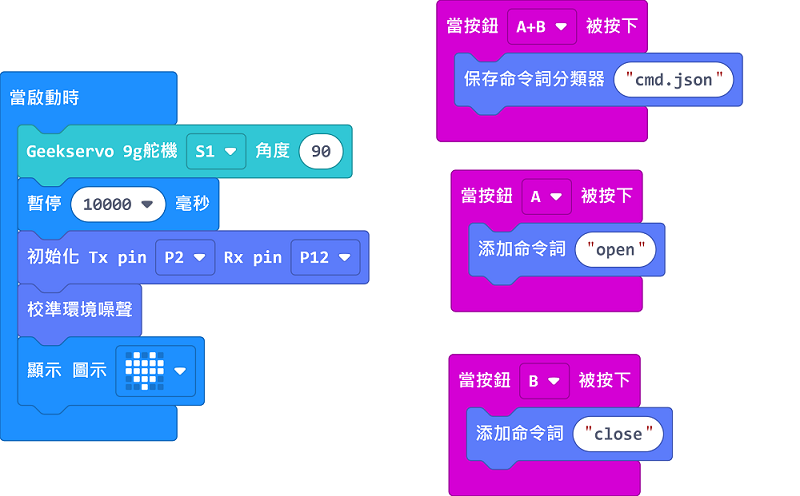 當啟動時
Geekservo 9g舵機 S1 角度 90
暫停 10000 毫秒
初始化 Tx pin P2 Rx pin P12
校準環境噪聲
顯示 圖示
當按鈕 A+B 被按下
保存命令詞分類器 "cmd.json"
當按鈕 A 被按下
添加命令詞 "open"
當按鈕 B 被按下
添加命令詞 "close"